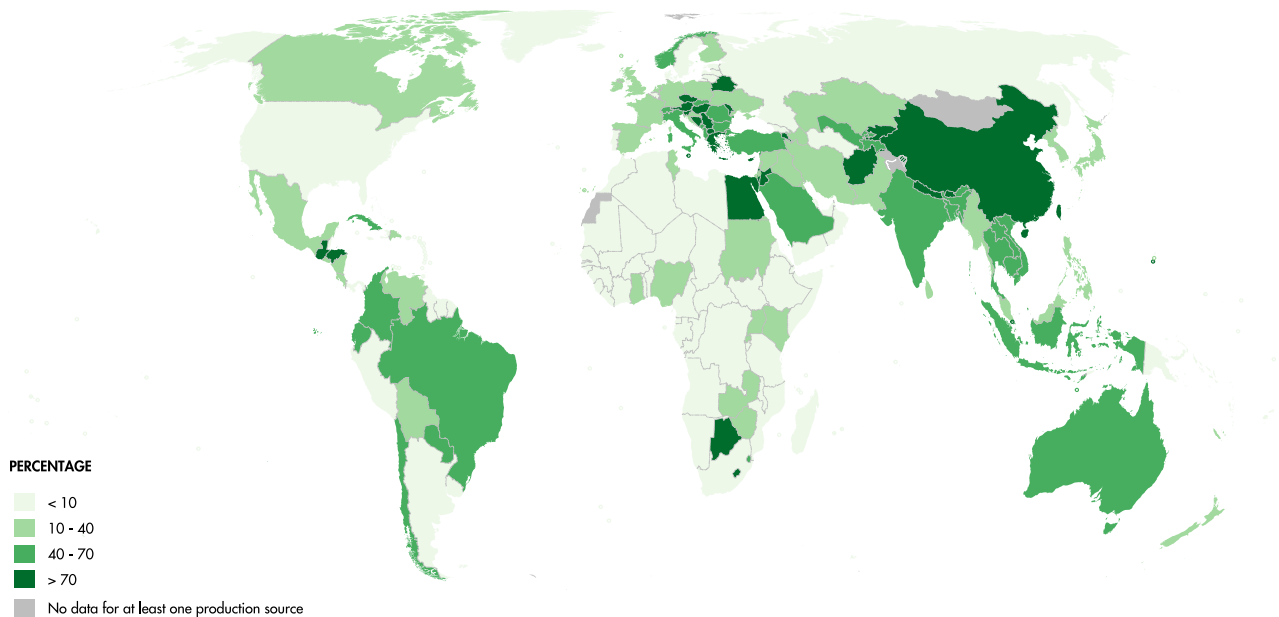 PERCENTAGE
< 10
10 - 40
40 - 70
> 70
No data for at least one production source